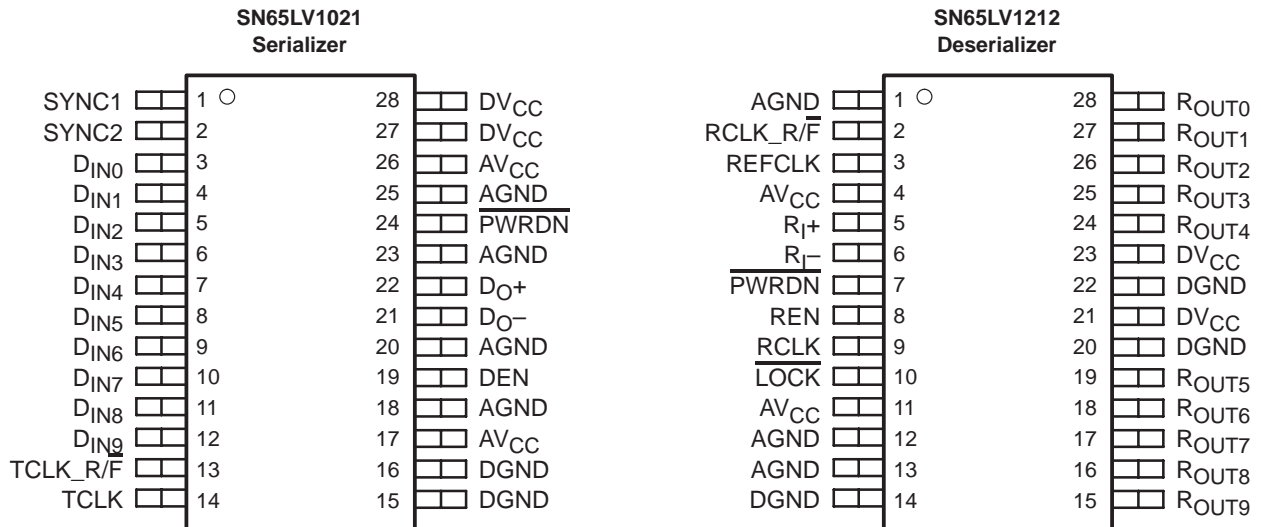 SN65LV1021
Serializer
SYNC1 1 28 DVCC
SYNC2 2 27 DVCC
DIN0 3 26 AVCC
DIN1 4 25 AGND
DIN2 5 24 PWRDN
DIN3 6 23 AGND
DIN4 7 22 DO+
DIN5 8 21 DO–
DIN6 9 20 AGND
DIN7 10 19 DEN
DIN8 11 18 AGND
DIN9 12 17 AVCC
TCLK_R/F 13 16 DGND
TCLK 14 15 DGND
SN65LV1212
Deserializer
AGND 1 28 ROUT0
RCLK_R/F 2 27 ROUT1
REFCLK 3 26 ROUT2
AVCC 4 25 ROUT3
RI+ 5 24 ROUT4
RI– 6 23 DVCC
PWRDN 7 22 DGND
REN 8 21 DVCC
RCLK 9 20 DGND
LOCK 10 19 ROUT5
AVCC 11 18 ROUT6
AGND 12 17 ROUT7
AGND 13 16 ROUT8
DGND 14 15 ROUT9